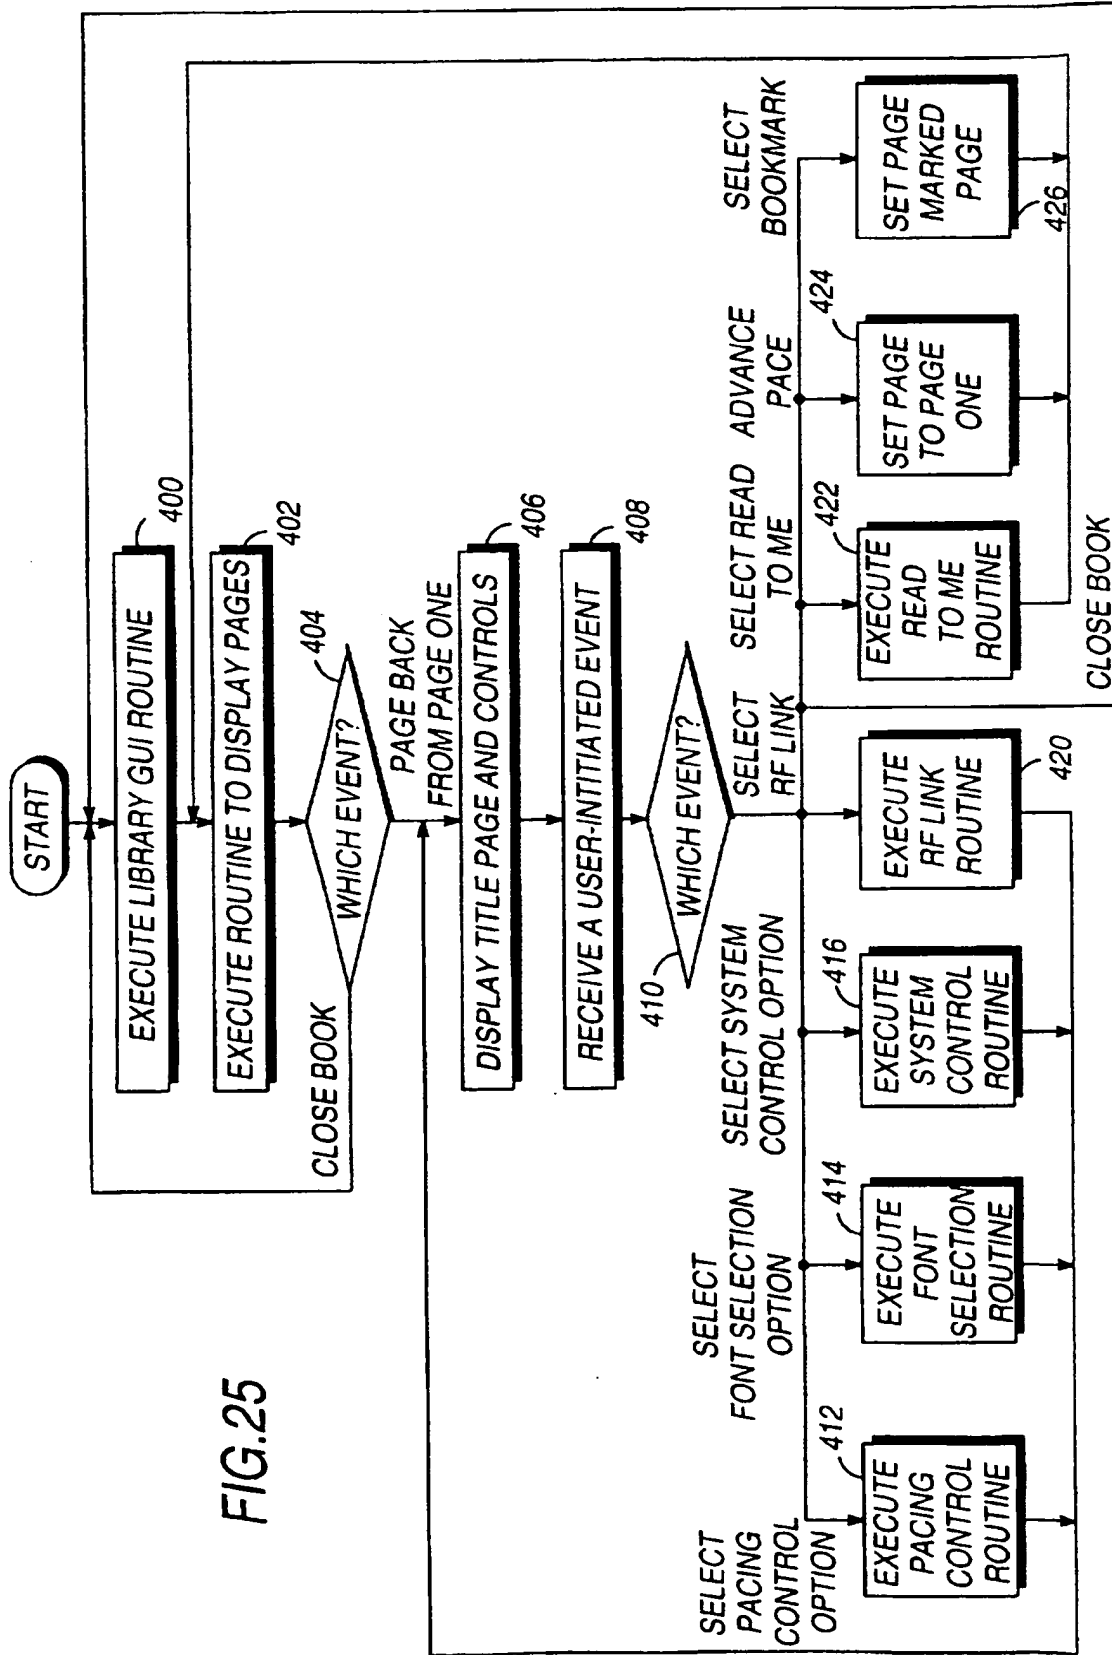 FIG.25
START
EXECUTE LIBRARY GUI ROUTINE
400
EXECUTE ROUTINE TO DISPLAY PAGES
402
WHICH EVENT?
404
CLOSE BOOK
PAGE BACK
FROM PAGE ONE
DISPLAY TITLE PAGE AND CONTROLS
406
RECEIVE A USER-INITIATED EVENT
408
WHICH EVENT?
410
SELECT
PACING
CONTROL
OPTION
SELECT
FONT SELECTION
OPTION
SELECT SYSTEM
CONTROL OPTION
SELECT
RF LINK
SELECT READ
TO ME
ADVANCE
PACE
SELECT
BOOKMARK
EXECUTE
PACING
CONTROL
ROUTINE
412
EXECUTE
FONT
SELECTION
ROUTINE
414
EXECUTE
SYSTEM
CONTROL
ROUTINE
416
EXECUTE
RF LINK
ROUTINE
420
EXECUTE
READ
TO ME
ROUTINE
422
SET PAGE
TO PAGE
ONE
424
SET PAGE
MARKED
PAGE
426
CLOSE BOOK